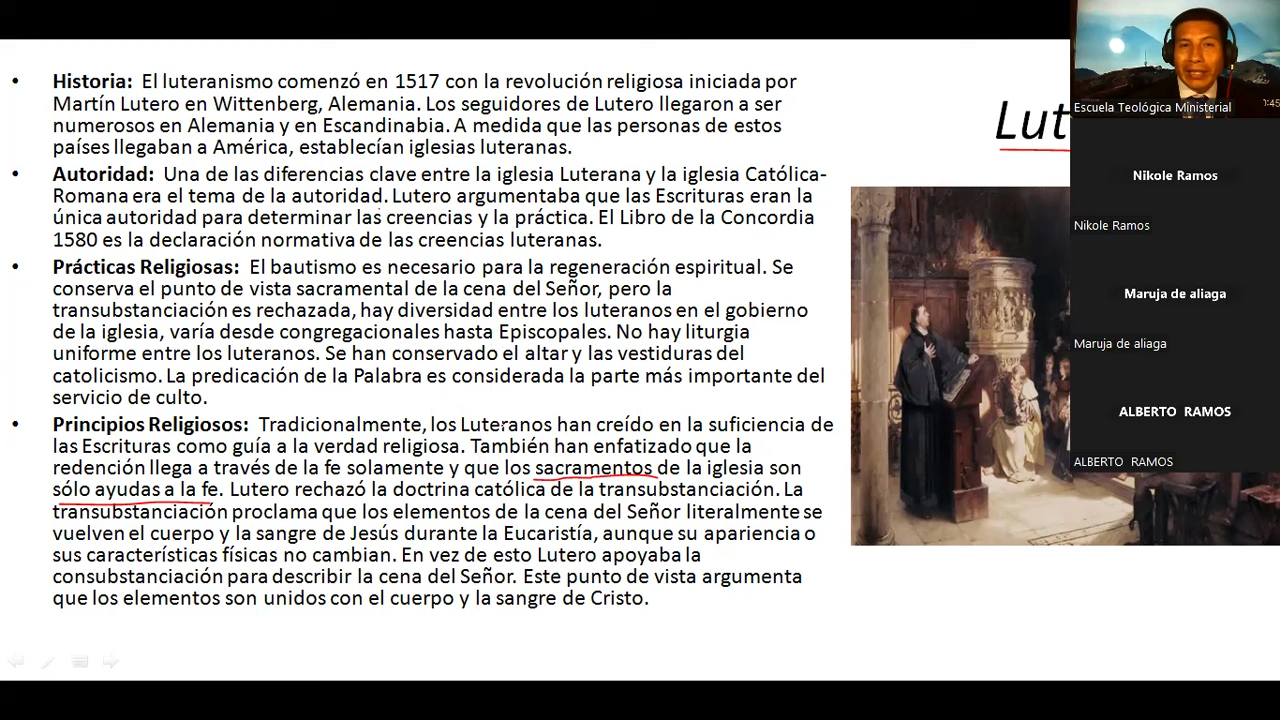 • Historia: El luteranismo comenzó en 1517 con la revolución religiosa iniciada por
Martín Lutero en Wittenberg, Alemania. Los seguidores de Lutero llegaron a ser
numerosos en Alemania y en Escandinabia. A medida que las personas de estos
países llegaban a América, establecían iglesias luteranas.
• Autoridad: Una de las diferencias clave entre la iglesia Luterana y la iglesia Católica-
Romana era el tema de la autoridad. Lutero argumentaba que las Escrituras eran la
única autoridad para determinar las creencias y la práctica. El Libro de la Concordia
1580 es la declaración normativa de las creencias luteranas.
• Prácticas Religiosas: El bautismo es necesario para la regeneración espiritual. Se
conserva el punto de vista sacramental de la cena del Señor, pero la
transubstanciación es rechazada, hay diversidad entre los luteranos en el gobierno
de la iglesia, varía desde congregacionales hasta Episcopales. No hay liturgia
uniforme entre los luteranos. Se han conservado el altar y las vestiduras del
catolicismo. La predicación de la Palabra es considerada la parte más importante del
servicio de culto.
• Principios Religiosos: Tradicionalmente, los Luteranos han creído en la suficiencia de
las Escrituras como guía a la verdad religiosa. También han enfatizado que la
redención llega a través de la fe solamente y que los sacramentos de la iglesia son
sólo ayudas a la fe. Lutero rechazó la doctrina católica de la transubstanciación. La
transubstanciación proclama que los elementos de la cena del Señor literalmente se
vuelven el cuerpo y la sangre de Jesús durante la Eucaristía, aunque su apariencia o
sus características físicas no cambian. En vez de esto Lutero apoyaba la
consubstanciación para describir la cena del Señor. Este punto de vista argumenta
que los elementos son unidos con el cuerpo y la sangre de Cristo.
Lut
Escuela Teológica Ministerial
1:45
Nikole Ramos
Nikole Ramos
Maruja de aliaga
Maruja de aliaga
ALBERTO RAMOS
ALBERTO RAMOS